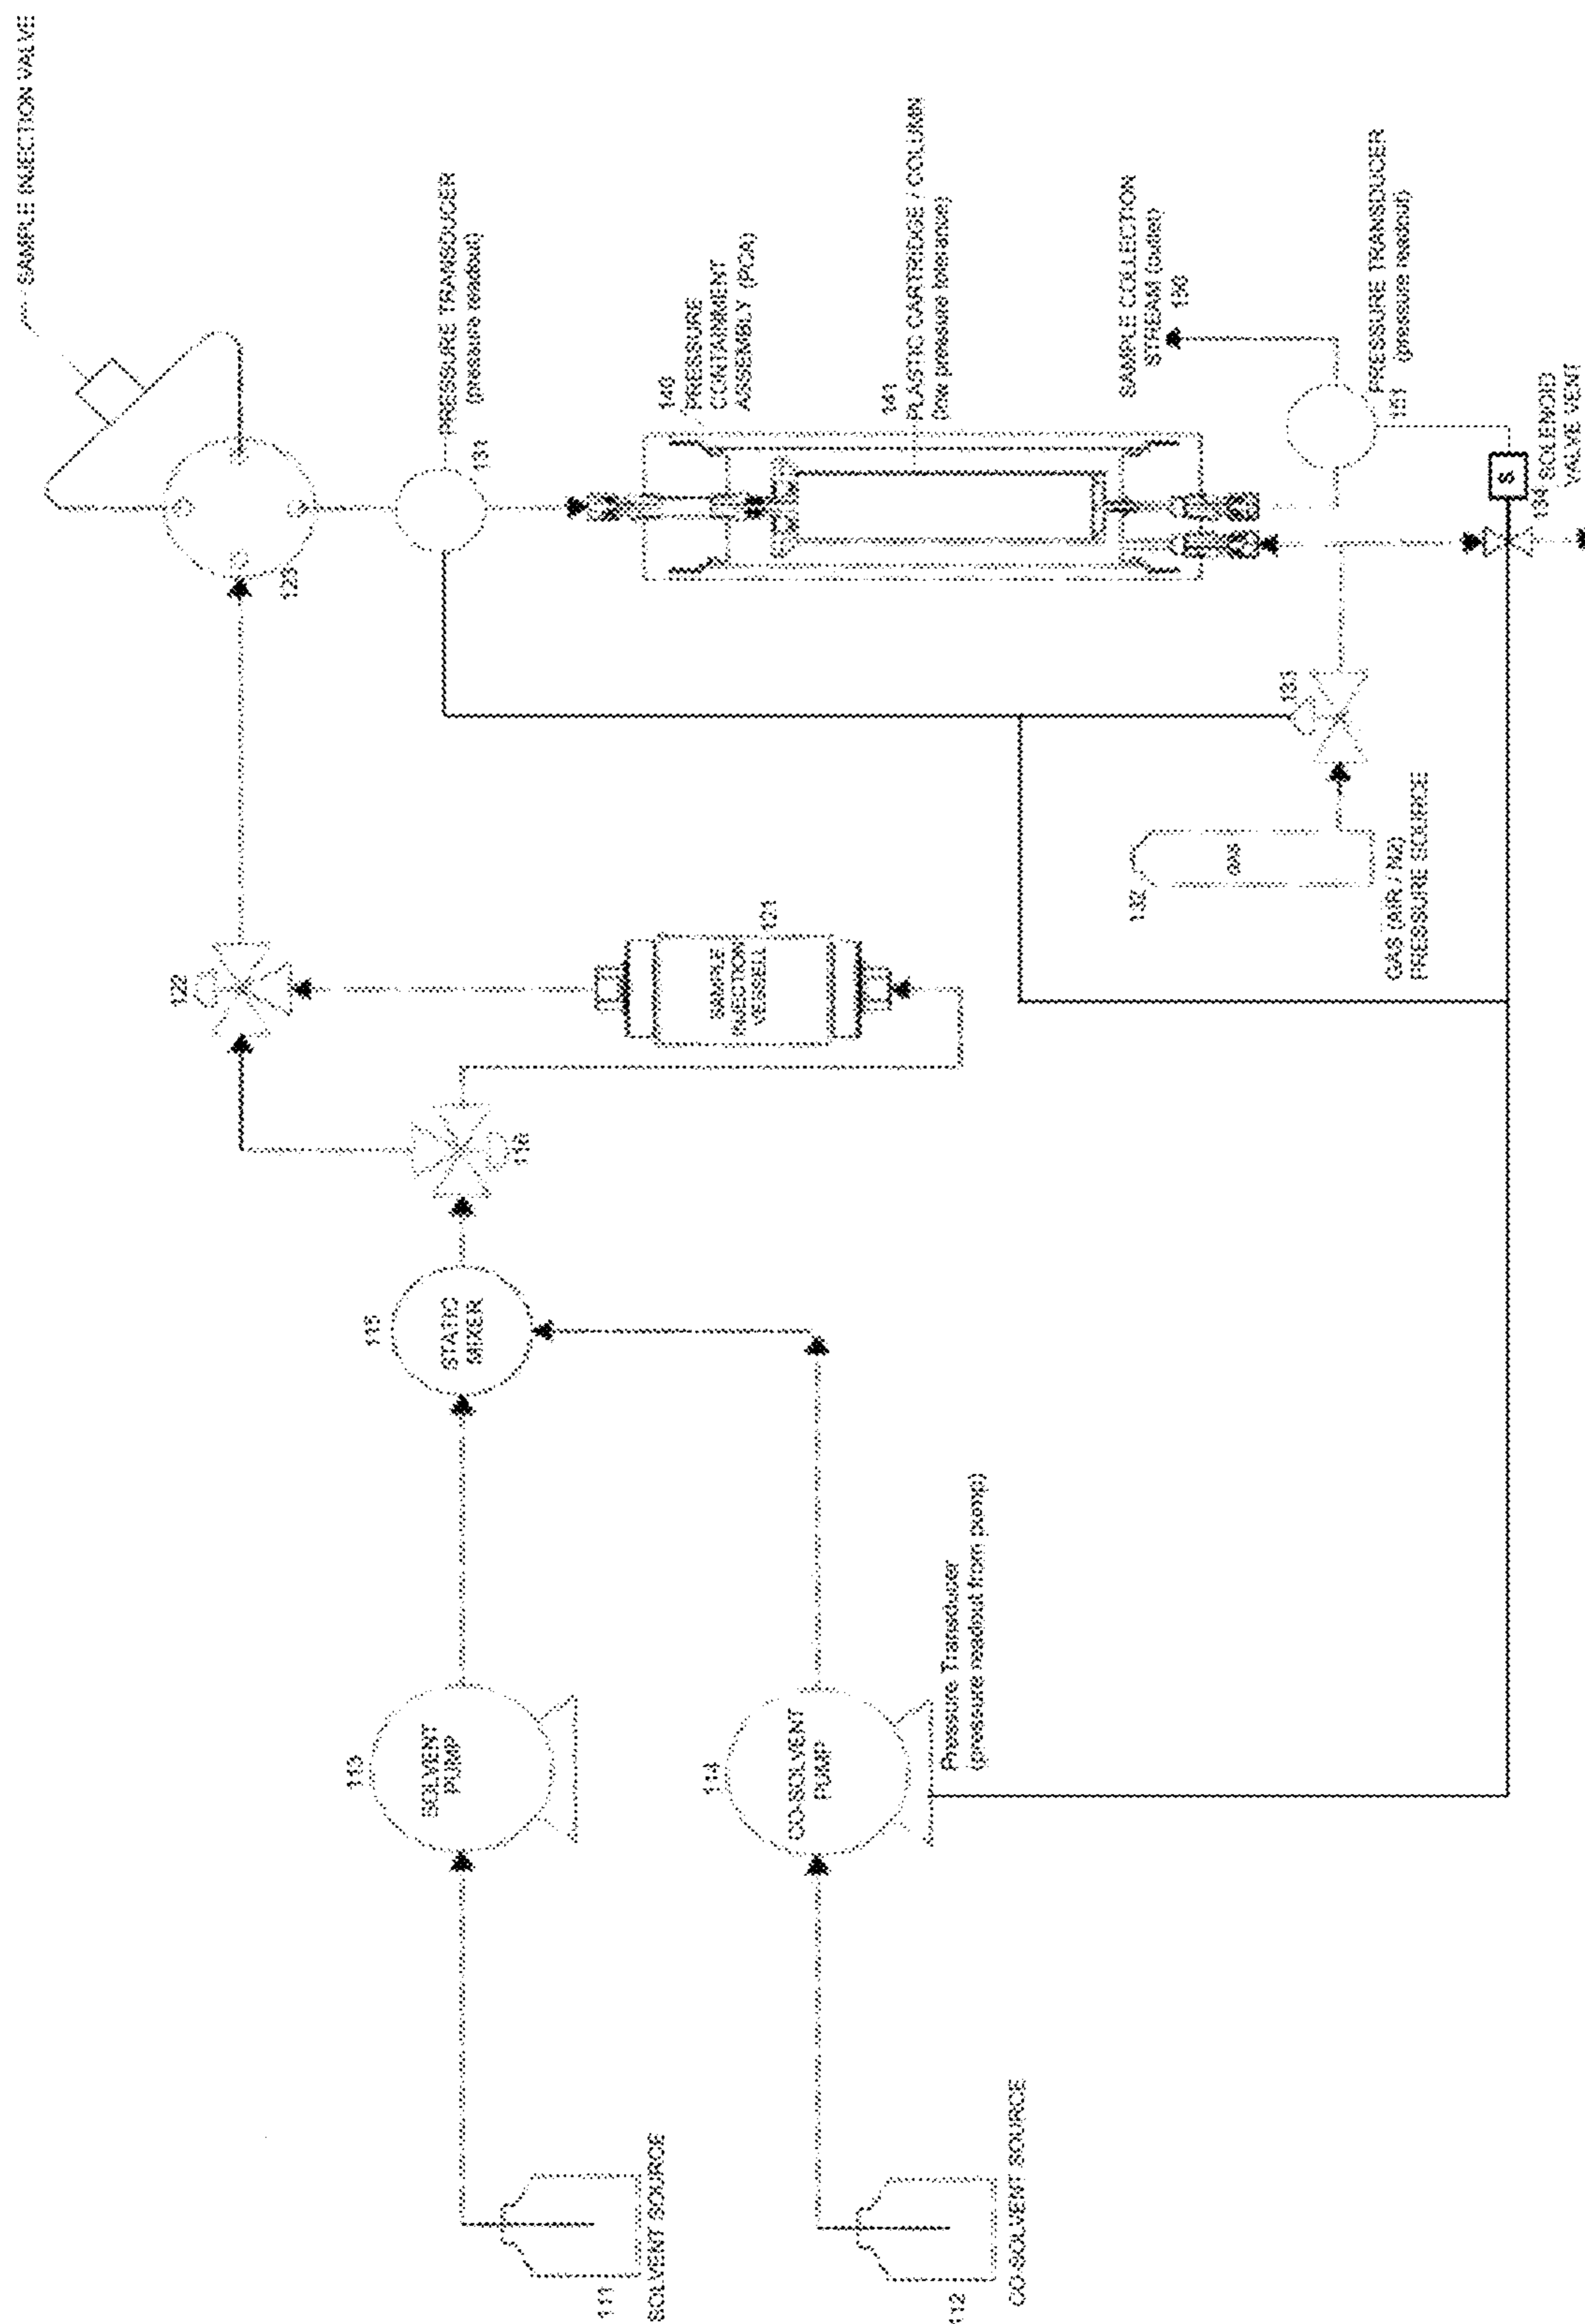 SAMPLE INJECTION VALVE
123
PRESSURE TRANSDUCER
(pressure readout)
131
140
PRESSURE
CONTAINMENT
ASSEMBLY (PCA)
141
PLASTIC CARTRIDGE / COLUMN
(low pressure tolerance)
SAMPLE COLLECTION
STREAM (outlet)
PRESSURE TRANSDUCER
(pressure readout)
151
S
134
SOLENOID
VALVE VENT
122
SAMPLE
INJECTION
VESSELL
121
132
GAS
GAS (AIR / N2)
PRESSURE SOURCE
116
115
STATIC
MIXER
113
SOLVENT
PUMP
114
CO-SOLVENT
PUMP
Pressure Transducer
(pressure readout from pump)
111
SOLVENT SOURCE
112
CO-SOLVENT SOURCE